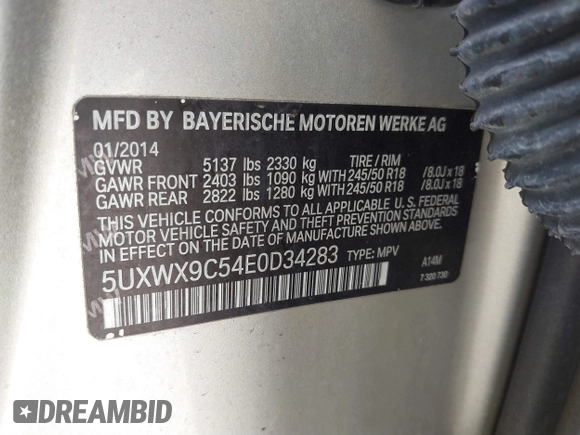 MFD BY BAYERISCHE MOTOREN WERKE AG
01/2014
GVWR 5137 lbs 2330 kg TIRE / RIM
GAWR FRONT 2403 lbs 1090 kg WITH 245/50 R18 /8.0J x 18
GAWR REAR 2822 lbs 1280 kg WITH 245/50 R18 /8.0J x 18
THIS VEHICLE CONFORMS TO ALL APPLICABLE U. S. FEDERAL
MOTOR VEHICLE SAFETY AND THEFT PREVENTION STANDARDS
IN EFFECT ON THE DATE OF MANUFACTURE SHOWN ABOVE.
5UXWX9C54E0D34283 TYPE: MPV A14M
7 320 730
DREAMBID